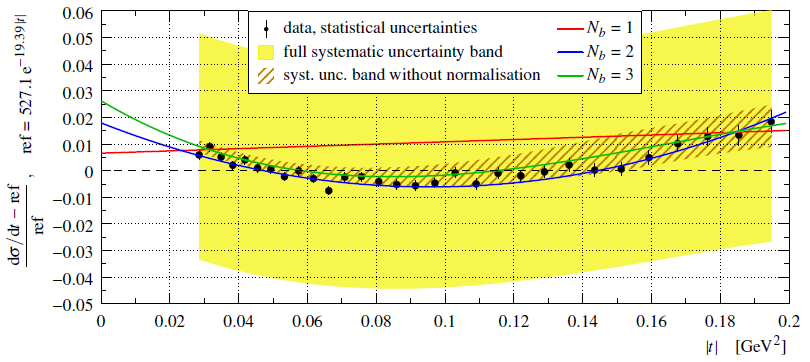 dσ/dt − ref
ref
, ref = 527.1 e^−19.39|t|
0.06
0.05
0.04
0.03
0.02
0.01
0
−0.01
−0.02
−0.03
−0.04
−0.05
data, statistical uncertainties
full systematic uncertainty band
syst. unc. band without normalisation
N_b = 1
N_b = 2
N_b = 3
0 0.02 0.04 0.06 0.08 0.1 0.12 0.14 0.16 0.18 0.2
|t| [GeV²]